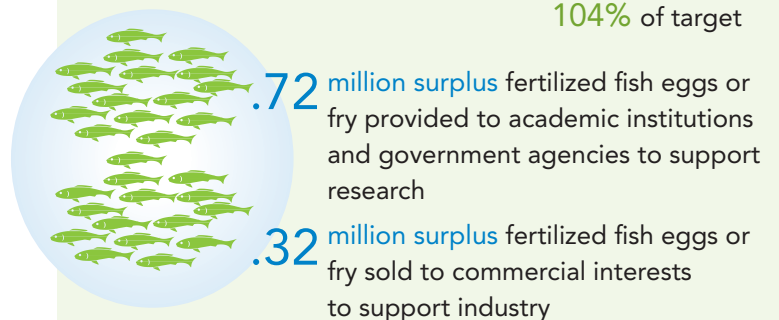 104% of target
.72 million surplus fertilized fish eggs or
fry provided to academic institutions
and government agencies to support
research
.32 million surplus fertilized fish eggs or
fry sold to commercial interests
to support industry